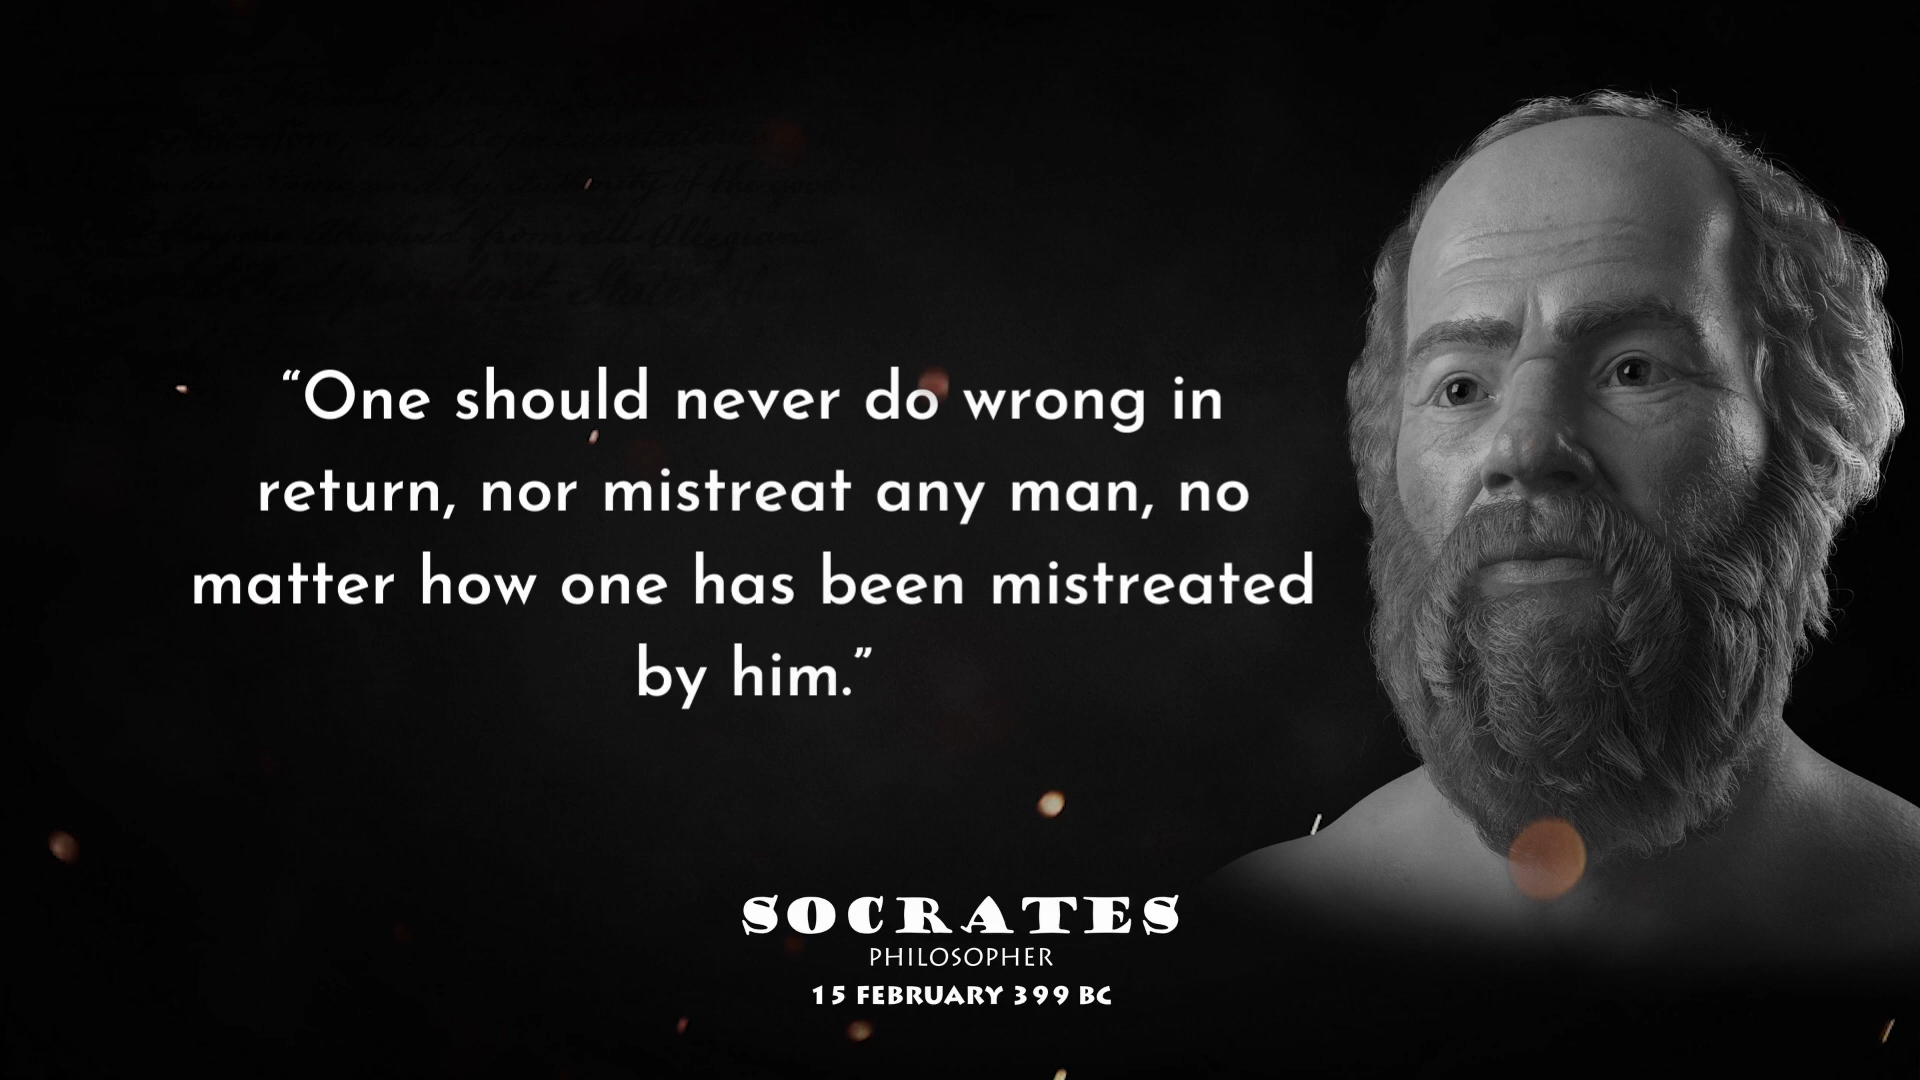 “One should never do wrong in
return, nor mistreat any man, no
matter how one has been mistreated
by him.”
SOCRATES
PHILOSOPHER
15 FEBRUARY 399 BC